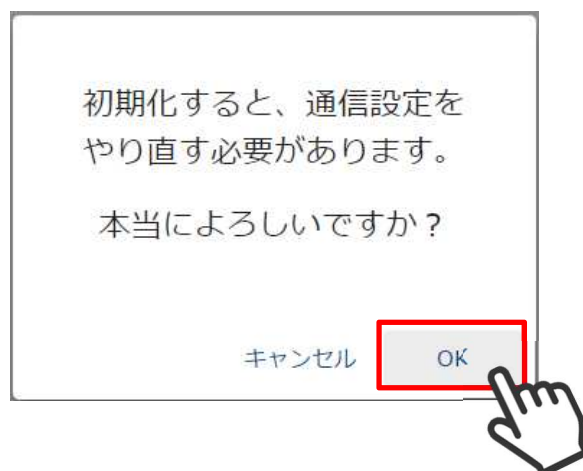 初期化すると、通信設定を
やり直す必要があります。
本当によろしいですか？
キャンセル OK